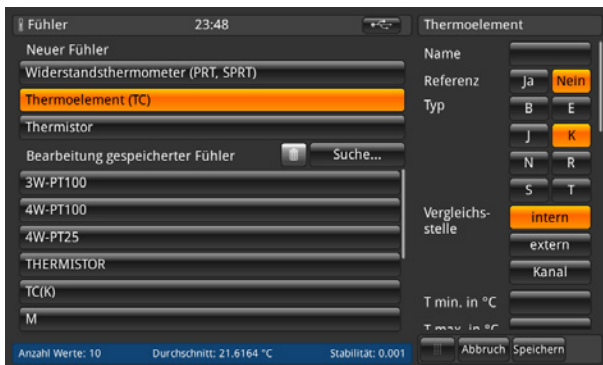 Fühler 23:48
Neuer Fühler
Widerstandsthermometer (PRT, SPRT)
Thermoelement (TC)
Thermistor
Bearbeitung gespeicherter Fühler Suche...
3W-PT100
4W-PT100
4W-PT25
THERMISTOR
TC(K)
M
Anzahl Werte: 10 Durchschnitt: 21.6164 °C Stabilität: 0.001
Thermoelement
Name
Referenz Ja Nein
Typ B E
J K
N R
S T
Vergleichs-
stelle
intern
extern
Kanal
T min. in °C
T max. in °C
Abbruch Speichern